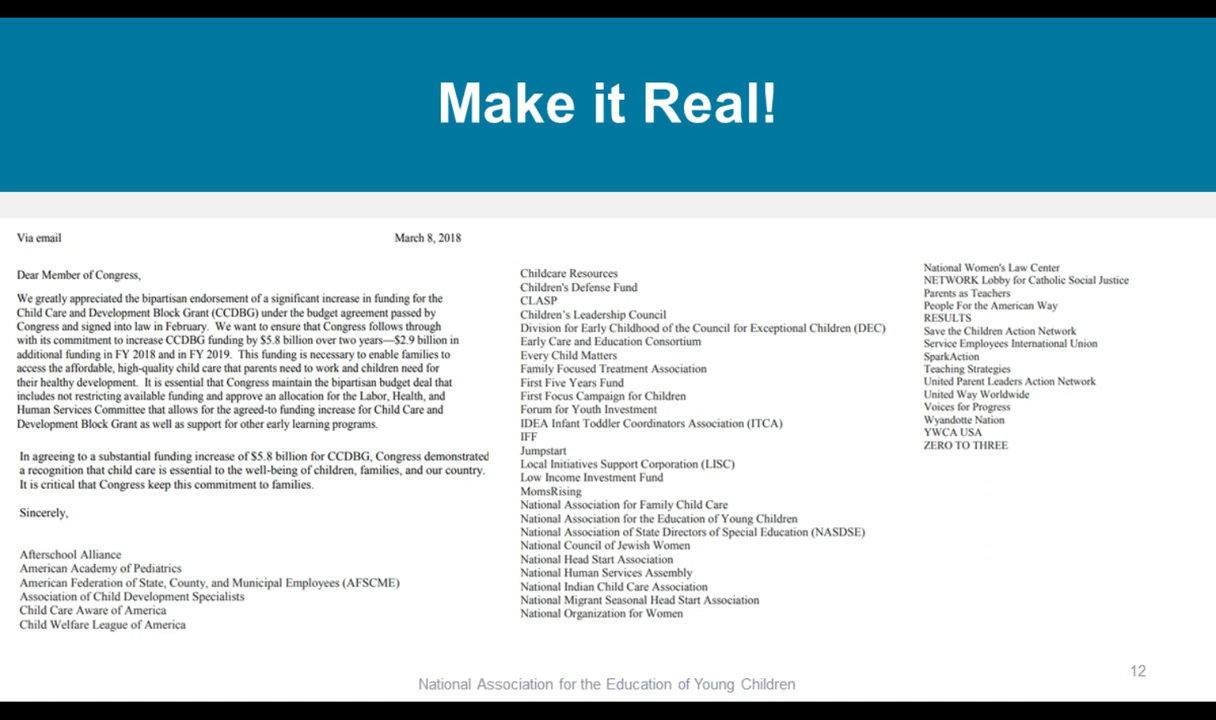 Make it Real!
Via email
March 8, 2018
Dear Member of Congress,
We greatly appreciated the bipartisan endorsement of a significant increase in funding for the
Child Care and Development Block Grant (CCDBG) under the budget agreement passed by
Congress and signed into law in February. We want to ensure that Congress follows through
with its commitment to increase CCDBG funding by $5.8 billion over two years—$2.9 billion in
additional funding in FY 2018 and in FY 2019. This funding is necessary to enable families to
access the affordable, high-quality child care that parents need to work and children need for
their healthy development. It is essential that Congress maintain the bipartisan budget deal that
includes not restricting available funding and approve an allocation for the Labor, Health, and
Human Services Committee that allows for the agreed-to funding increase for Child Care and
Development Block Grant as well as support for other early learning programs.
In agreeing to a substantial funding increase of $5.8 billion for CCDBG, Congress demonstrated
a recognition that child care is essential to the well-being of children, families, and our country.
It is critical that Congress keep this commitment to families.
Sincerely,
Afterschool Alliance
American Academy of Pediatrics
American Federation of State, County, and Municipal Employees (AFSCME)
Association of Child Development Specialists
Child Care Aware of America
Child Welfare League of America
Childcare Resources
Children's Defense Fund
CLASP
Children's Leadership Council
Division for Early Childhood of the Council for Exceptional Children (DEC)
Early Care and Education Consortium
Every Child Matters
Family Focused Treatment Association
First Five Years Fund
First Focus Campaign for Children
Forum for Youth Investment
IDEA Infant Toddler Coordinators Association (ITCA)
IFF
Jumpstart
Local Initiatives Support Corporation (LISC)
Low Income Investment Fund
MomsRising
National Association for Family Child Care
National Association for the Education of Young Children
National Association of State Directors of Special Education (NASDSE)
National Council of Jewish Women
National Head Start Association
National Human Services Assembly
National Indian Child Care Association
National Migrant Seasonal Head Start Association
National Organization for Women
National Women's Law Center
NETWORK Lobby for Catholic Social Justice
Parents as Teachers
People For the American Way
RESULTS
Save the Children Action Network
Service Employees International Union
SparkAction
Teaching Strategies
United Parent Leaders Action Network
United Way Worldwide
Voices for Progress
Wyandotte Nation
YWCA USA
ZERO TO THREE
National Association for the Education of Young Children
12